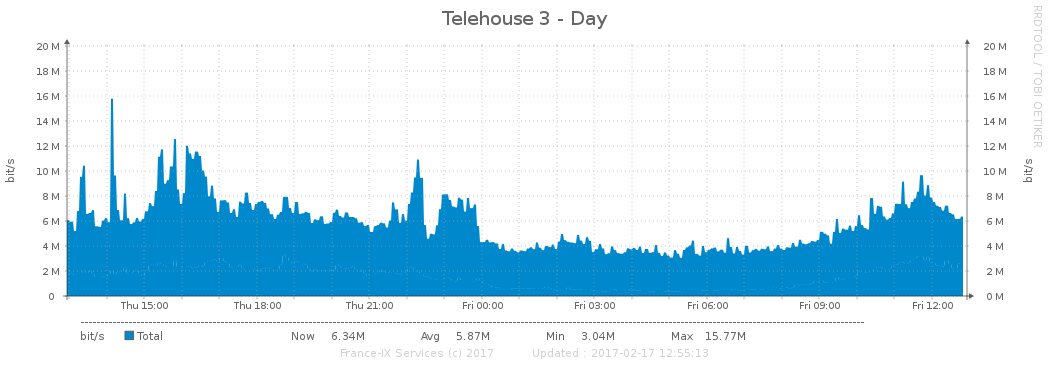 Telehouse 3 - Day
RRDTOOL / TOBI OETIKER
20 M 20 M
18 M 18 M
16 M 16 M
14 M 14 M
12 M 12 M
10 M 10 M
8 M 8 M
6 M 6 M
4 M 4 M
2 M 2 M
0 0 M
bit/s
bit/s
Thu 15:00 Thu 18:00 Thu 21:00 Fri 00:00 Fri 03:00 Fri 06:00 Fri 09:00 Fri 12:00
bit/s Total Now 6.34M Avg 5.87M Min 3.04M Max 15.77M
France-IX Services (c) 2017 Updated : 2017-02-17 12:55:13